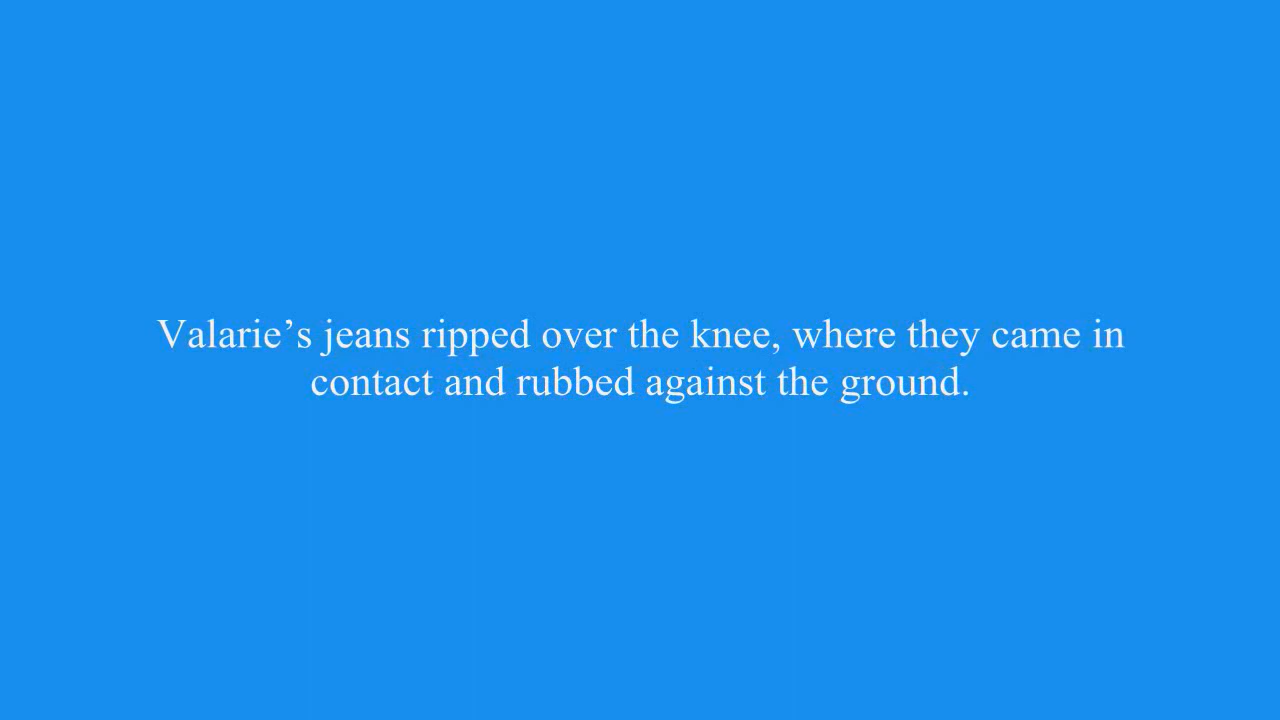 Valarie’s jeans ripped over the knee, where they came in
contact and rubbed against the ground.